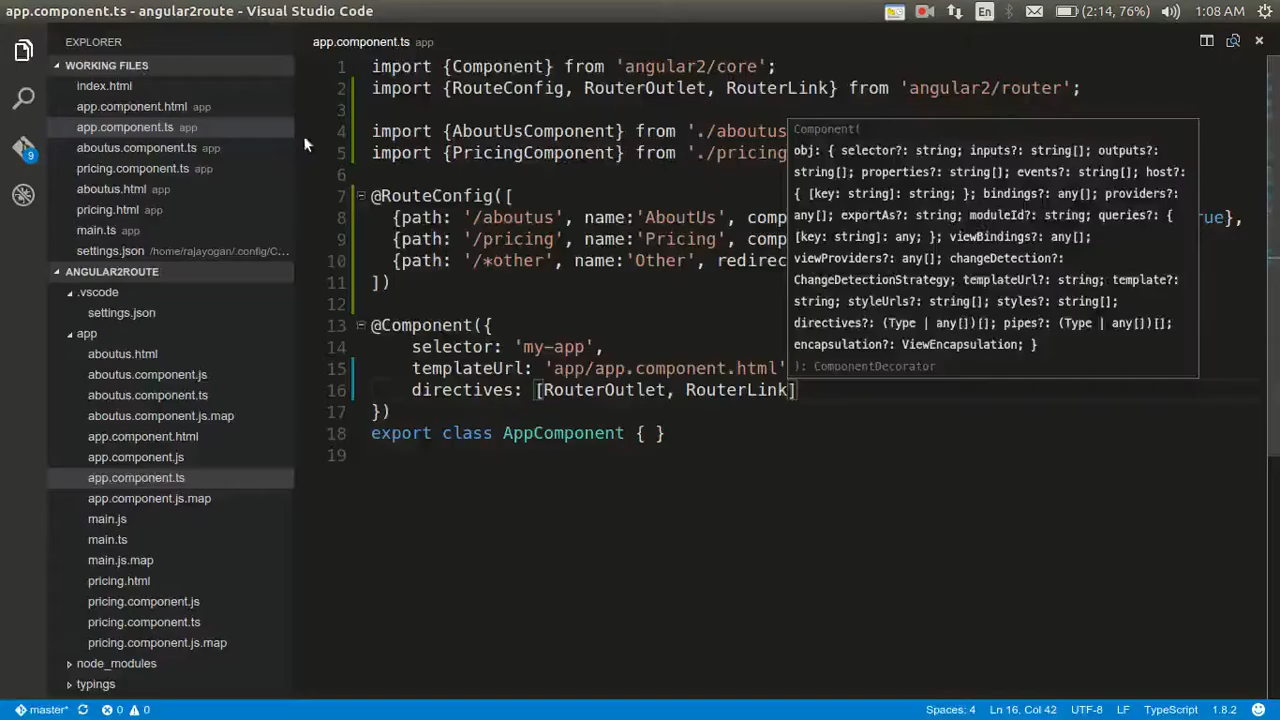 app.component.ts - angular2route - Visual Studio Code
En
(2:14, 76%)
1:08 AM
EXPLORER
WORKING FILES
index.html
app.component.html app
app.component.ts app
aboutus.component.ts app
pricing.component.ts app
aboutus.html app
pricing.html app
main.ts app
settings.json /home/rajayogan/.config/C...
ANGULAR2ROUTE
.vscode
settings.json
app
aboutus.html
aboutus.component.js
aboutus.component.ts
aboutus.component.js.map
app.component.html
app.component.js
app.component.ts
app.component.js.map
main.js
main.ts
main.js.map
pricing.html
pricing.component.js
pricing.component.ts
pricing.component.js.map
node_modules
typings
9
app.component.ts app
1 import {Component} from 'angular2/core';
2 import {RouteConfig, RouterOutlet, RouterLink} from 'angular2/router';
3
4 import {AboutUsComponent} from './aboutus
5 import {PricingComponent} from './pricing
6
7 @RouteConfig([
8 {path: '/aboutus', name:'AboutUs', comp rue},
9 {path: '/pricing', name:'Pricing', comp
10 {path: '/*other', name:'Other', redirec
11 ])
12
13 @Component({
14 selector: 'my-app',
15 templateUrl: 'app/app.component.html'
16 directives: [RouterOutlet, RouterLink]
17 })
18 export class AppComponent { }
19
Component(
obj: { selector?: string; inputs?: string[]; outputs?:
string[]; properties?: string[]; events?: string[]; host?:
{ [key: string]: string; }; bindings?: any[]; providers?:
any[]; exportAs?: string; moduleId?: string; queries?: {
[key: string]: any; }; viewBindings?: any[];
viewProviders?: any[]; changeDetection?:
ChangeDetectionStrategy; templateUrl?: string; template?:
string; styleUrls?: string[]; styles?: string[];
directives?: (Type | any[])[]; pipes?: (Type | any[])[];
encapsulation?: ViewEncapsulation; }
): ComponentDecorator
master*
0
0
Spaces: 4
Ln 16, Col 42
UTF-8
LF
TypeScript
1.8.2